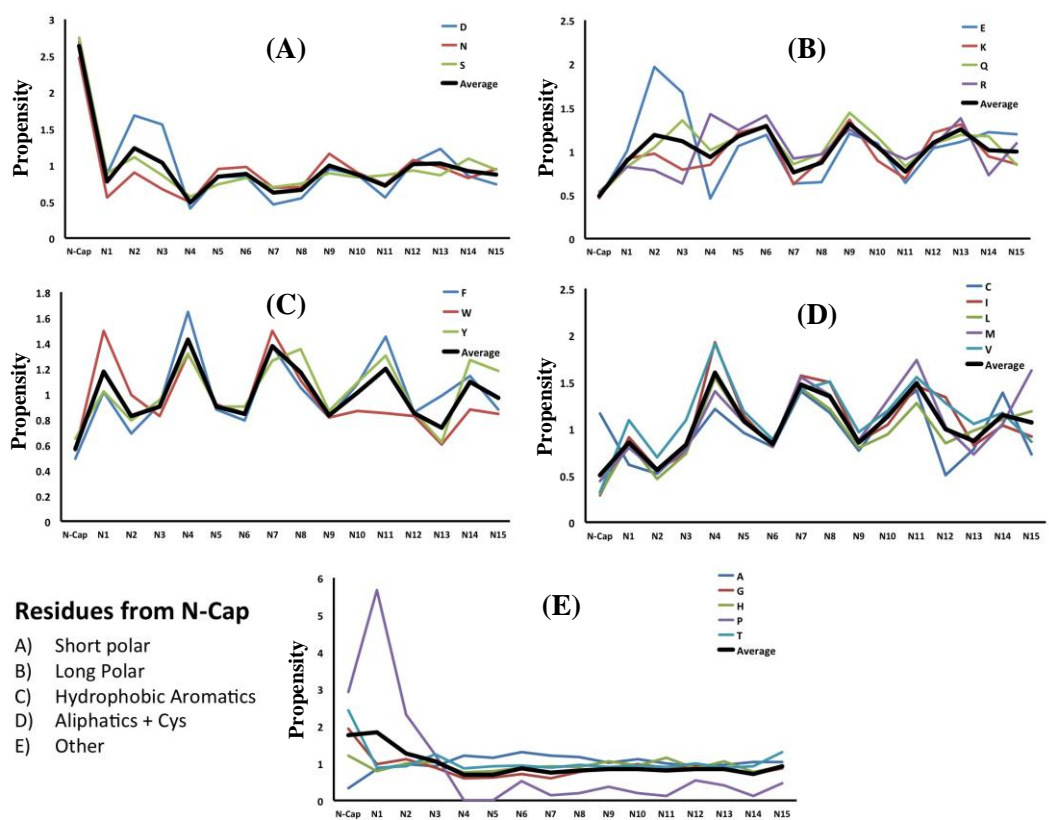 (A)
Propensity
3
2.5
2
1.5
1
0.5
0
D
N
S
Average
N-Cap N1 N2 N3 N4 N5 N6 N7 N8 N9 N10 N11 N12 N13 N14 N15
(B)
Propensity
2.5
2
1.5
1
0.5
0
E
K
Q
R
Average
N-Cap N1 N2 N3 N4 N5 N6 N7 N8 N9 N10 N11 N12 N13 N14 N15
(C)
Propensity
1.8
1.6
1.4
1.2
1
0.8
0.6
0.4
0.2
0
F
W
Y
Average
N-Cap N1 N2 N3 N4 N5 N6 N7 N8 N9 N10 N11 N12 N13 N14 N15
(D)
Propensity
2.5
2
1.5
1
0.5
0
C
I
L
M
V
Average
N-Cap N1 N2 N3 N4 N5 N6 N7 N8 N9 N10 N11 N12 N13 N14 N15
Residues from N-Cap
A) Short polar
B) Long Polar
C) Hydrophobic Aromatics
D) Aliphatics + Cys
E) Other
(E)
Propensity
6
5
4
3
2
1
0
A
G
H
P
T
Average
N-Cap N1 N2 N3 N4 N5 N6 N7 N8 N9 N10 N11 N12 N13 N14 N15